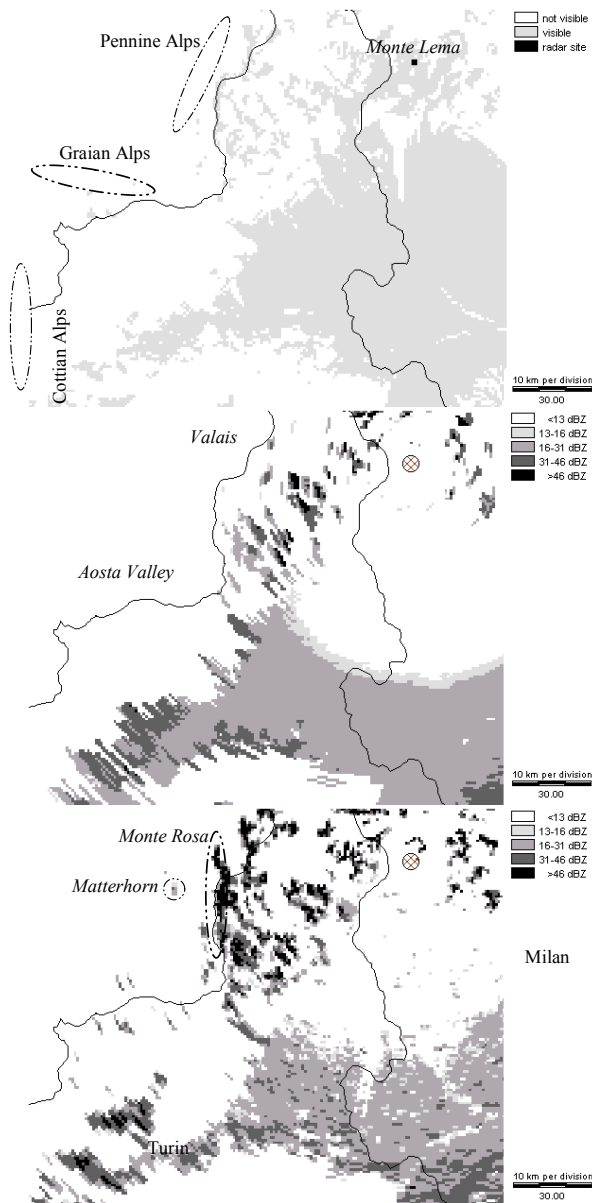 Pennine Alps
Monte Lema
not visible
visible
radar site
Graian Alps
Cottian Alps
10 km per division
30.00
Valais
<13 dBZ
13-16 dBZ
16-31 dBZ
31-46 dBZ
>46 dBZ
Aosta Valley
10 km per division
30.00
Monte Rosa
<13 dBZ
13-16 dBZ
16-31 dBZ
31-46 dBZ
>46 dBZ
Matterhorn
Milan
Turin
10 km per division
30.00